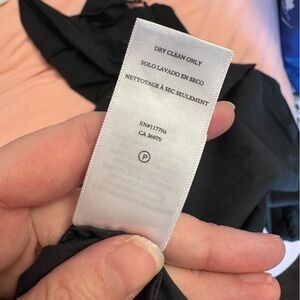 DRY CLEAN ONLY
SOLO LAVADO EN SECO
NETTOYAGE À SEC SEULEMENT
RN#117704
CA 36979
P